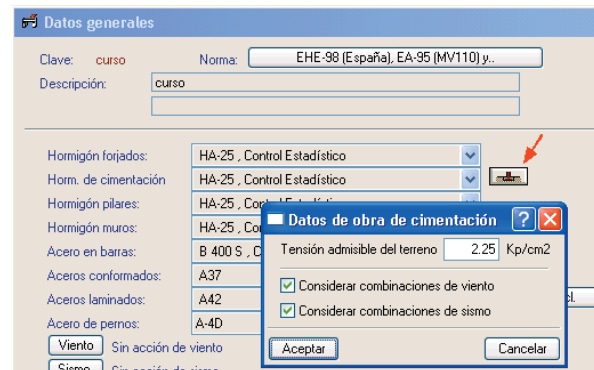 Datos generales
Clave: curso Norma: EHE-98 (España), EA-95 (MV110) y..
Descripción: curso
Hormigón forjados: HA-25 , Control Estadístico
Horm. de cimentación HA-25 , Control Estadístico
Hormigón pilares: HA-25 , Con
Hormigón muros: HA-25 , Con
Acero en barras: B 400 S , C
Aceros conformados: A37
Aceros laminados: A42
Acero de pernos: A-4D
Viento Sin acción de viento
Sismo
Datos de obra de cimentación
Tensión admisible del terreno 2.25 Kp/cm2
Considerar combinaciones de viento
Considerar combinaciones de sismo
Aceptar Cancelar
cl.